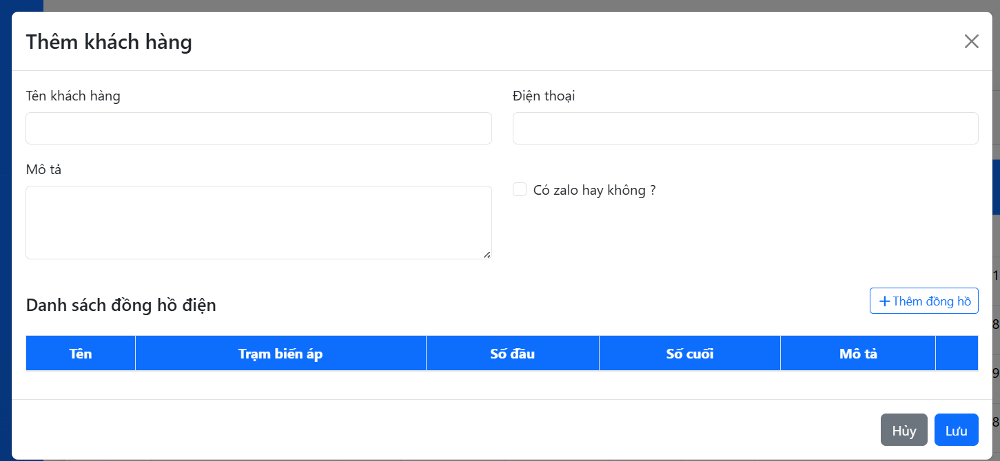 Thêm khách hàng
Tên khách hàng
Điện thoại
Mô tả
Có zalo hay không ?
Danh sách đồng hồ điện
Thêm đồng hồ
Tên Trạm biến áp Số đầu Số cuối Mô tả
Hủy Lưu